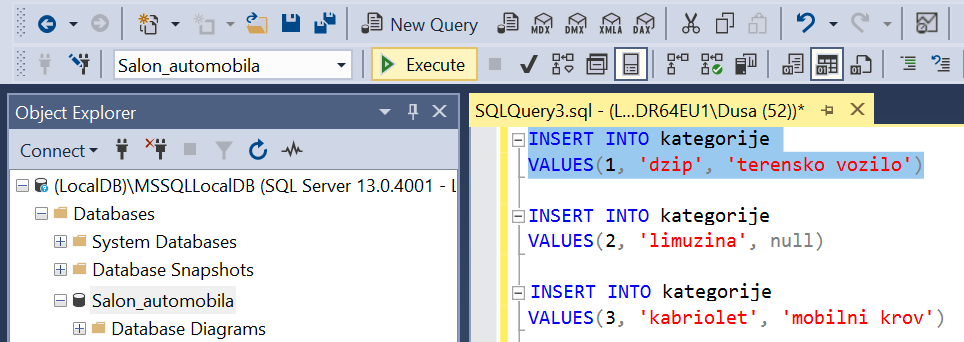 New Query MDX DMX XMLA DAX
Salon_automobila Execute
Object Explorer
Connect
(LocalDB)\MSSQLLocalDB (SQL Server 13.0.4001 - L
Databases
System Databases
Database Snapshots
Salon_automobila
Database Diagrams
SQLQuery3.sql - (L...DR64EU1\Dusa (52))*
INSERT INTO kategorije
VALUES(1, 'dzip', 'terensko vozilo')
INSERT INTO kategorije
VALUES(2, 'limuzina', null)
INSERT INTO kategorije
VALUES(3, 'kabriolet', 'mobilni krov')